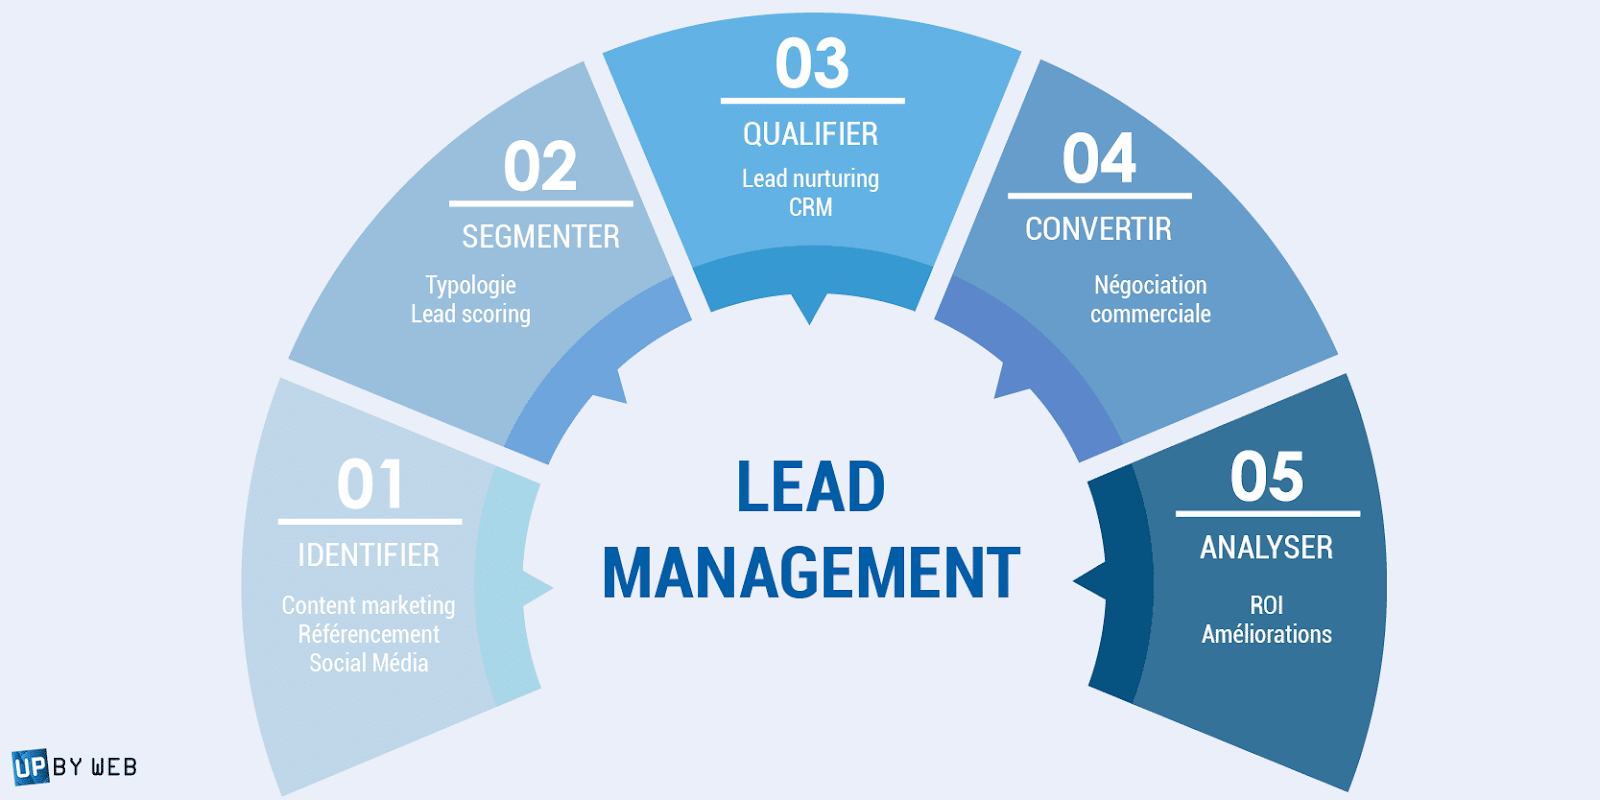 01
IDENTIFIER
Content marketing
Référencement
Social Média
02
SEGMENTER
Typologie
Lead scoring
03
QUALIFIER
Lead nurturing
CRM
04
CONVERTIR
Négociation
commerciale
05
ANALYSER
ROI
Améliorations
LEAD
MANAGEMENT
UP BY WEB